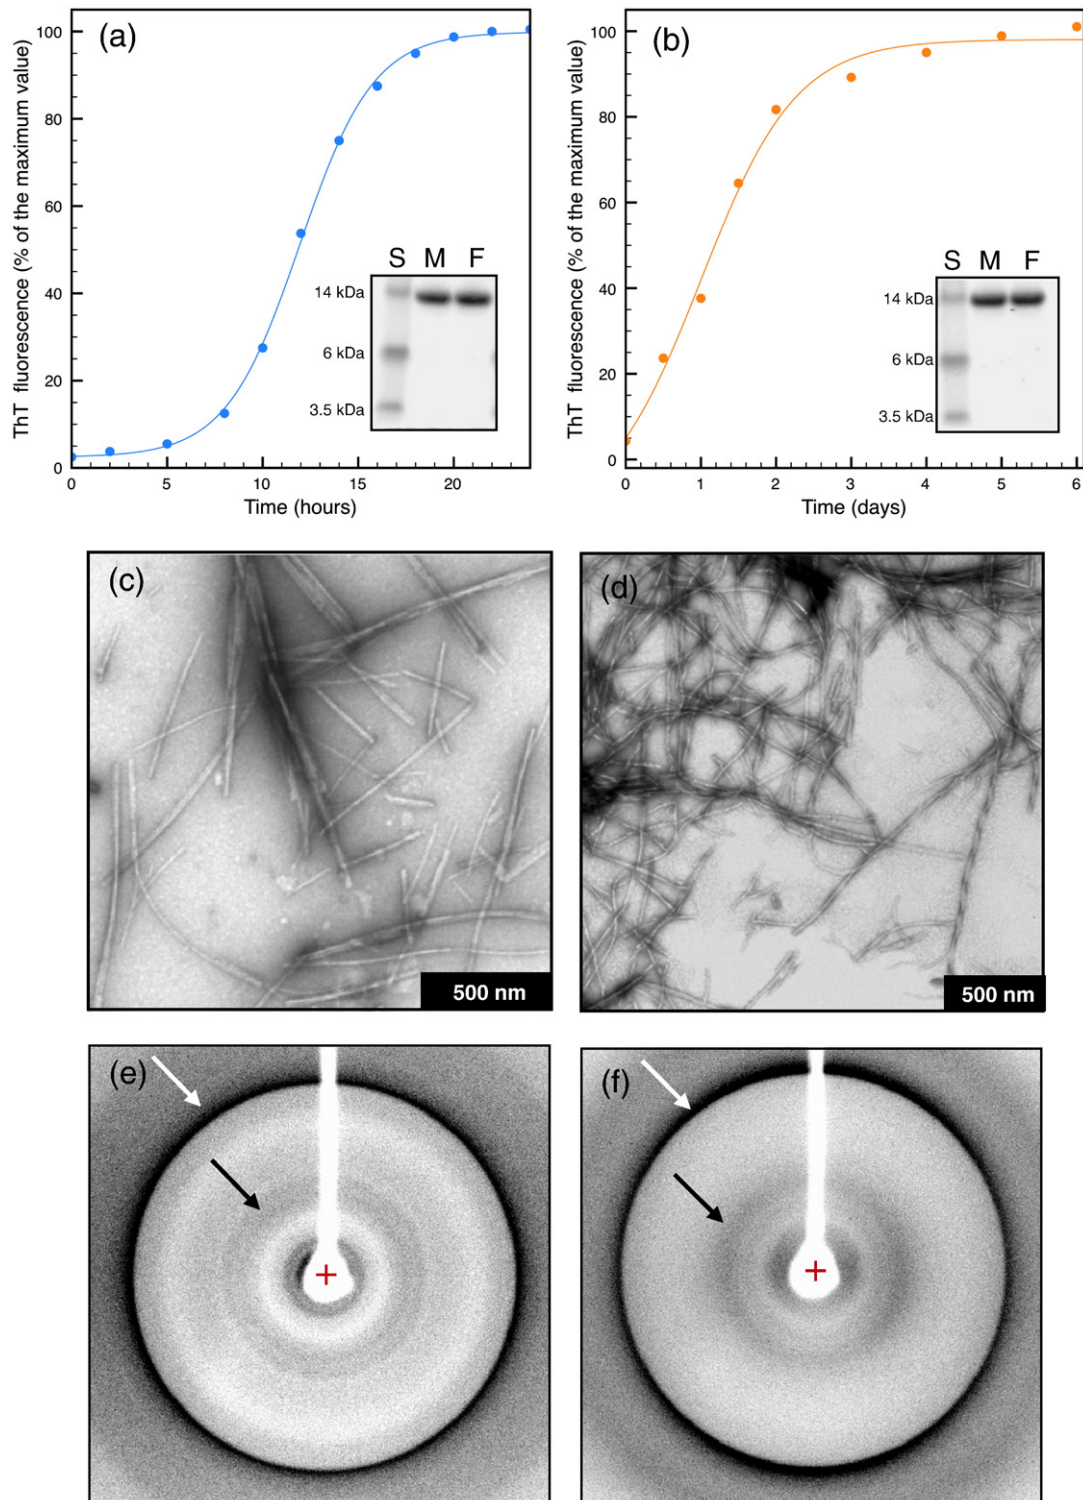 (a)
ThT fluorescence (% of the maximum value)
100
80
60
40
20
0
S M F
14 kDa
6 kDa
3.5 kDa
0 5 10 15 20
Time (hours)
(b)
ThT fluorescence (% of the maximum value)
100
80
60
40
20
0
S M F
14 kDa
6 kDa
3.5 kDa
0 1 2 3 4 5 6
Time (days)
(c)
500 nm
(d)
500 nm
(e)
(f)